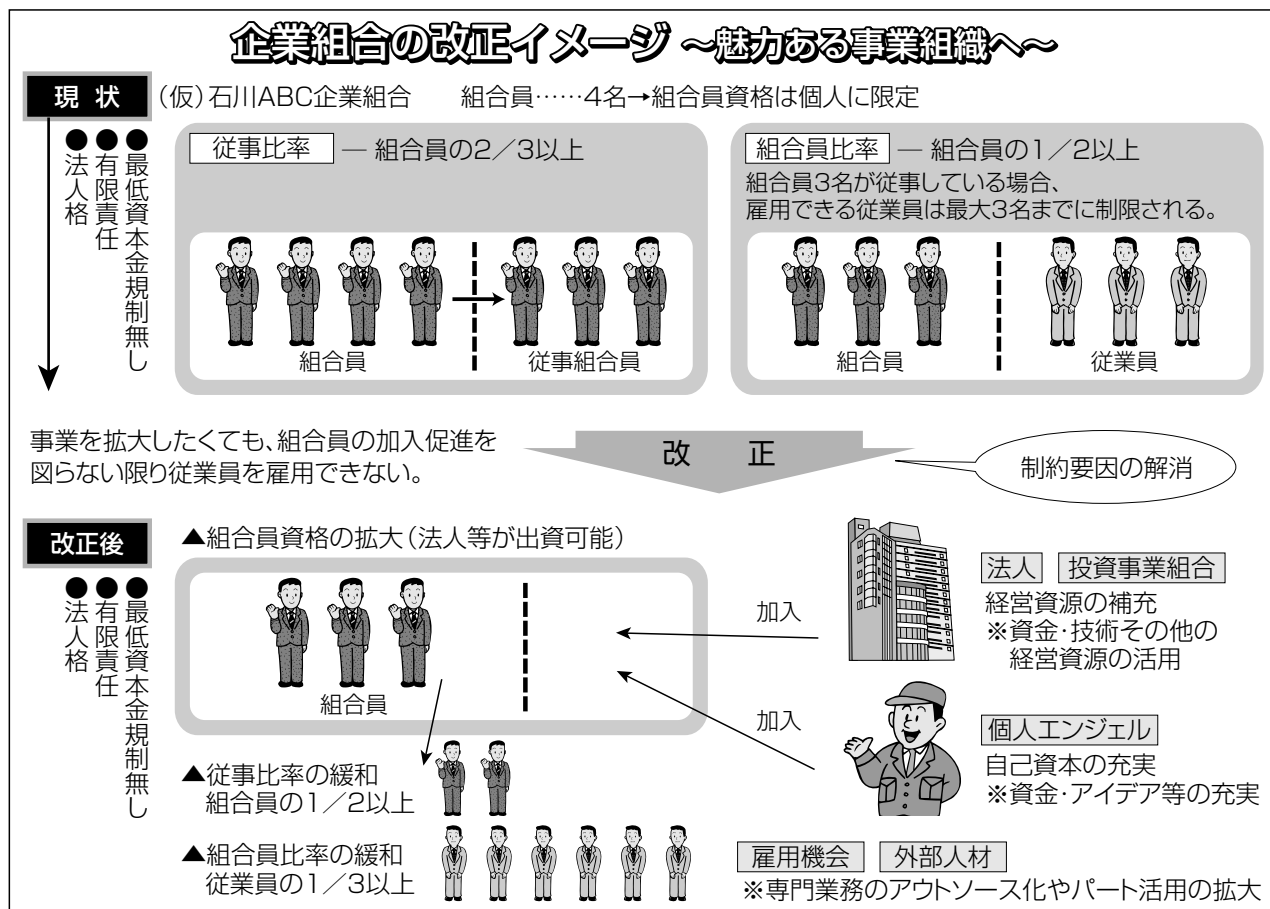 企業組合の改正イメージ ～魅力ある事業組織へ～
現 状
(仮)石川ABC企業組合　組合員……4名→組合員資格は個人に限定
●最低資本金規制無し
●有限責任
●法人格
従事比率 ― 組合員の2／3以上
組合員
従事組合員
組合員比率 ― 組合員の1／2以上
組合員3名が従事している場合、
雇用できる従業員は最大3名までに制限される。
組合員
従業員
事業を拡大したくても、組合員の加入促進を
図らない限り従業員を雇用できない。
改 正
制約要因の解消
改正後
●最低資本金規制無し
●有限責任
●法人格
▲組合員資格の拡大(法人等が出資可能)
組合員
加入
法人　投資事業組合
経営資源の補充
※資金・技術その他の
経営資源の活用
加入
個人エンジェル
自己資本の充実
※資金・アイデア等の充実
▲従事比率の緩和
組合員の1／2以上
▲組合員比率の緩和
従業員の1／3以上
雇用機会　外部人材
※専門業務のアウトソース化やパート活用の拡大